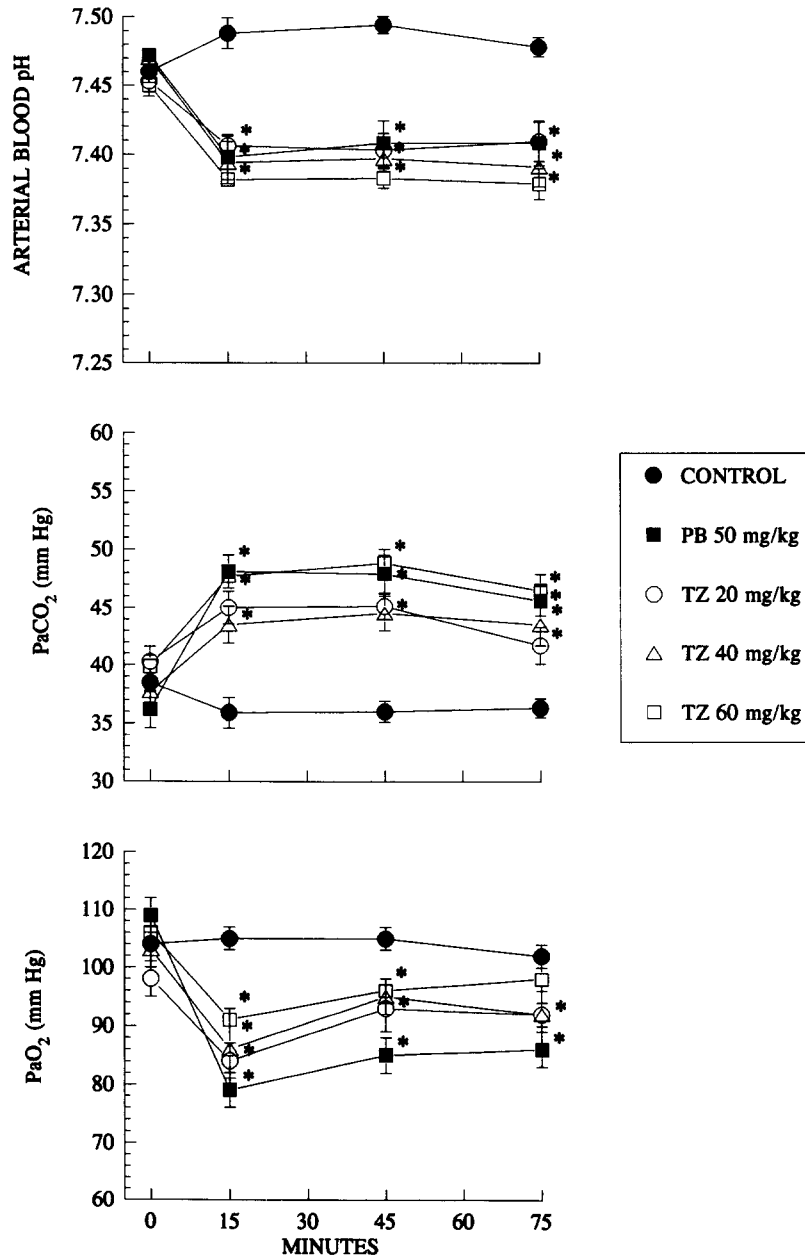 7.50
7.45
7.40
7.35
7.30
7.25
ARTERIAL BLOOD pH
* * *
* * *
* * *
60
55
50
45
40
35
30
PaCO2 (mm Hg)
* * *
* * *
* * * *
CONTROL
PB 50 mg/kg
TZ 20 mg/kg
TZ 40 mg/kg
TZ 60 mg/kg
120
110
100
90
80
70
60
PaO2 (mm Hg)
* * * *
* * *
* *
0 15 30 45 60 75
MINUTES